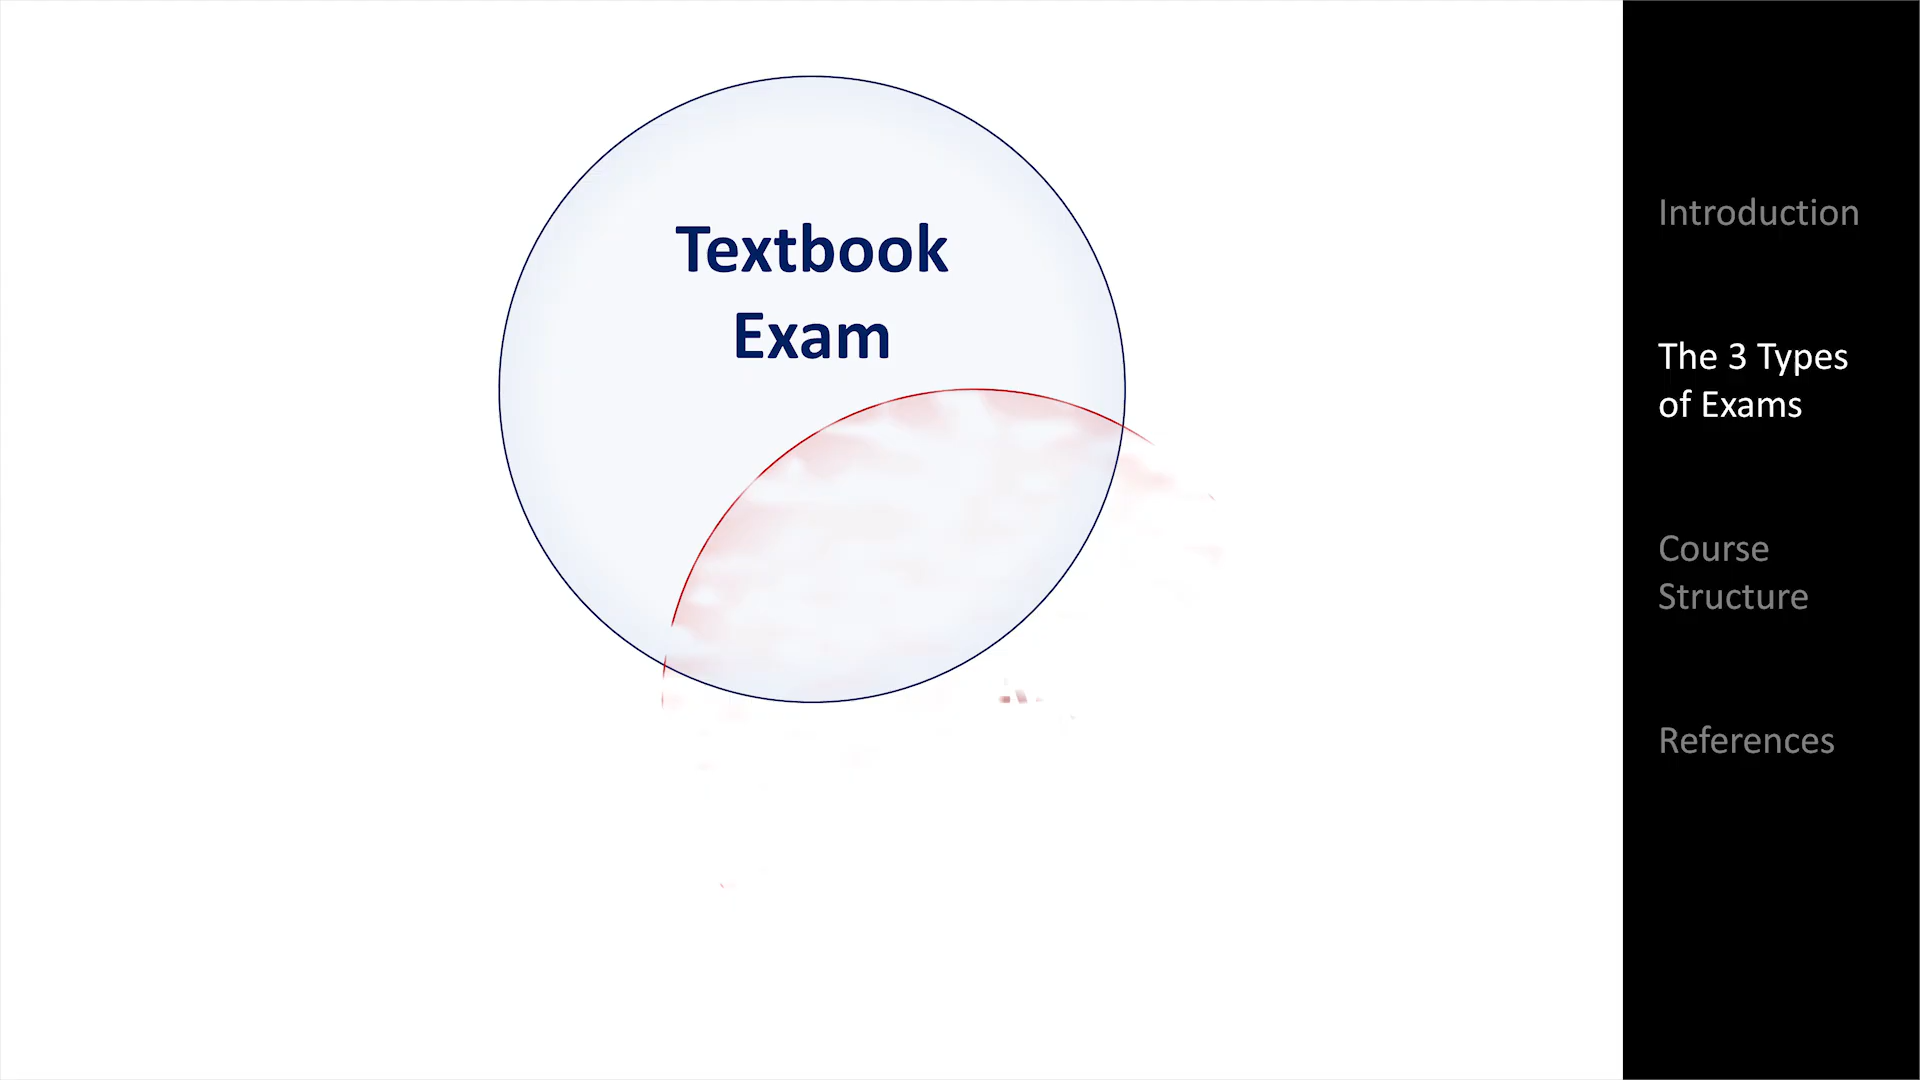 Textbook
Exam
Introduction
The 3 Types
of Exams
Course
Structure
References